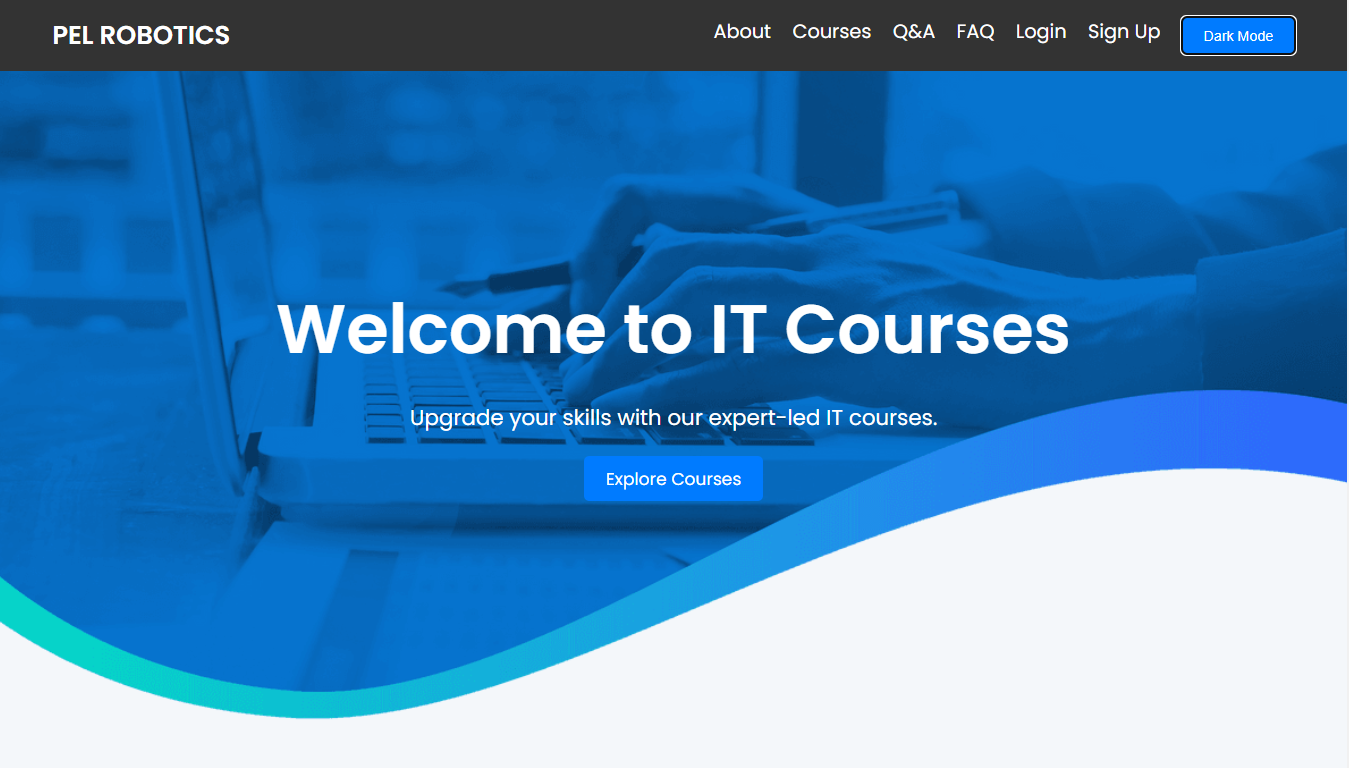 PEL ROBOTICS
About Courses Q&A FAQ Login Sign Up Dark Mode
Welcome to IT Courses
Upgrade your skills with our expert-led IT courses.
Explore Courses